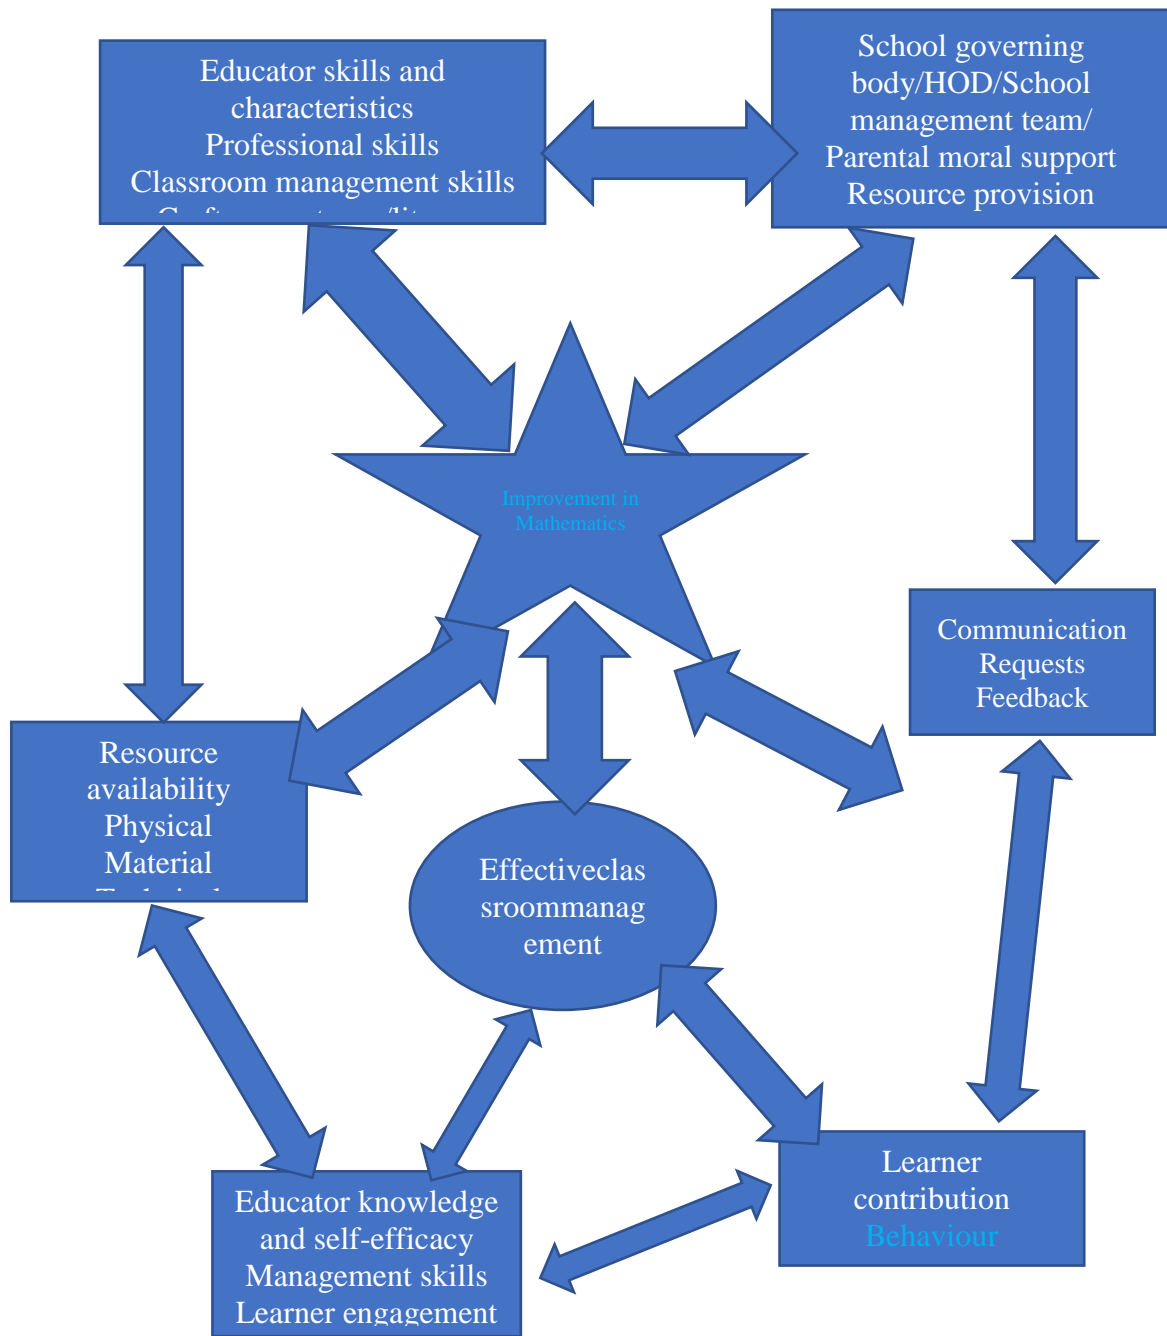 Educator skills and
characteristics
Professional skills
Classroom management skills
School governing
body/HOD/School
management team/
Parental moral support
Resource provision
Improvement in
Mathematics
Communication
Requests
Feedback
Resource
availability
Physical
Material
Effectiveclas
sroommanag
ement
Educator knowledge
and self-efficacy
Management skills
Learner engagement
Learner
contribution
Behaviour